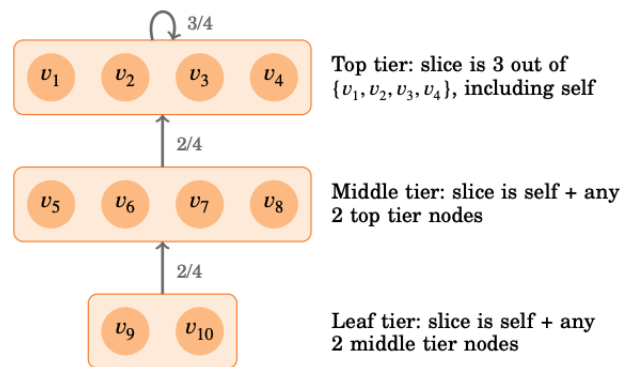 3/4
v1 v2 v3 v4
Top tier: slice is 3 out of
{v1, v2, v3, v4}, including self
2/4
v5 v6 v7 v8
Middle tier: slice is self + any
2 top tier nodes
2/4
v9 v10
Leaf tier: slice is self + any
2 middle tier nodes